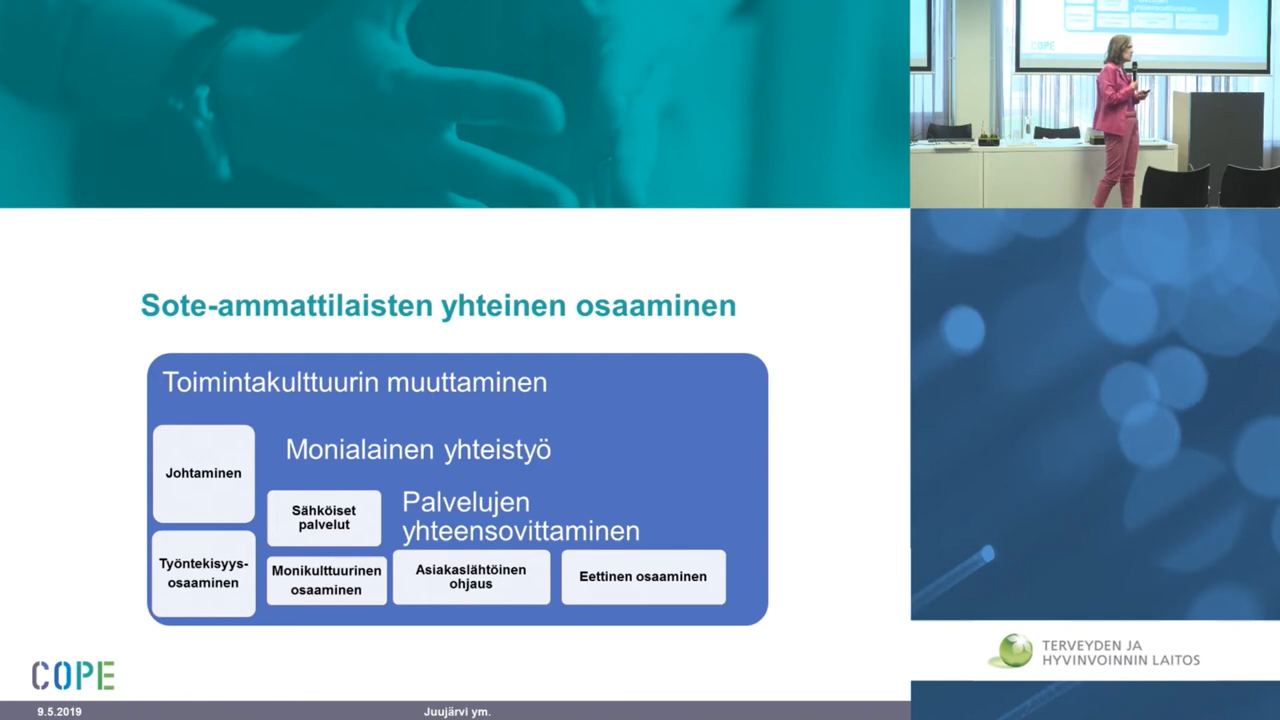 Sote-ammattilaisten yhteinen osaaminen
Toimintakulttuurin muuttaminen
Monialainen yhteistyö
Palvelujen
yhteensovittaminen
Johtaminen
Työntekisyys-
osaaminen
Sähköiset
palvelut
Monikulttuurinen
osaaminen
Asiakaslähtöinen
ohjaus
Eettinen osaaminen
COPE
9.5.2019
Juujärvi ym.
COPE
TERVEYDEN JA
HYVINVOINNIN LAITOS